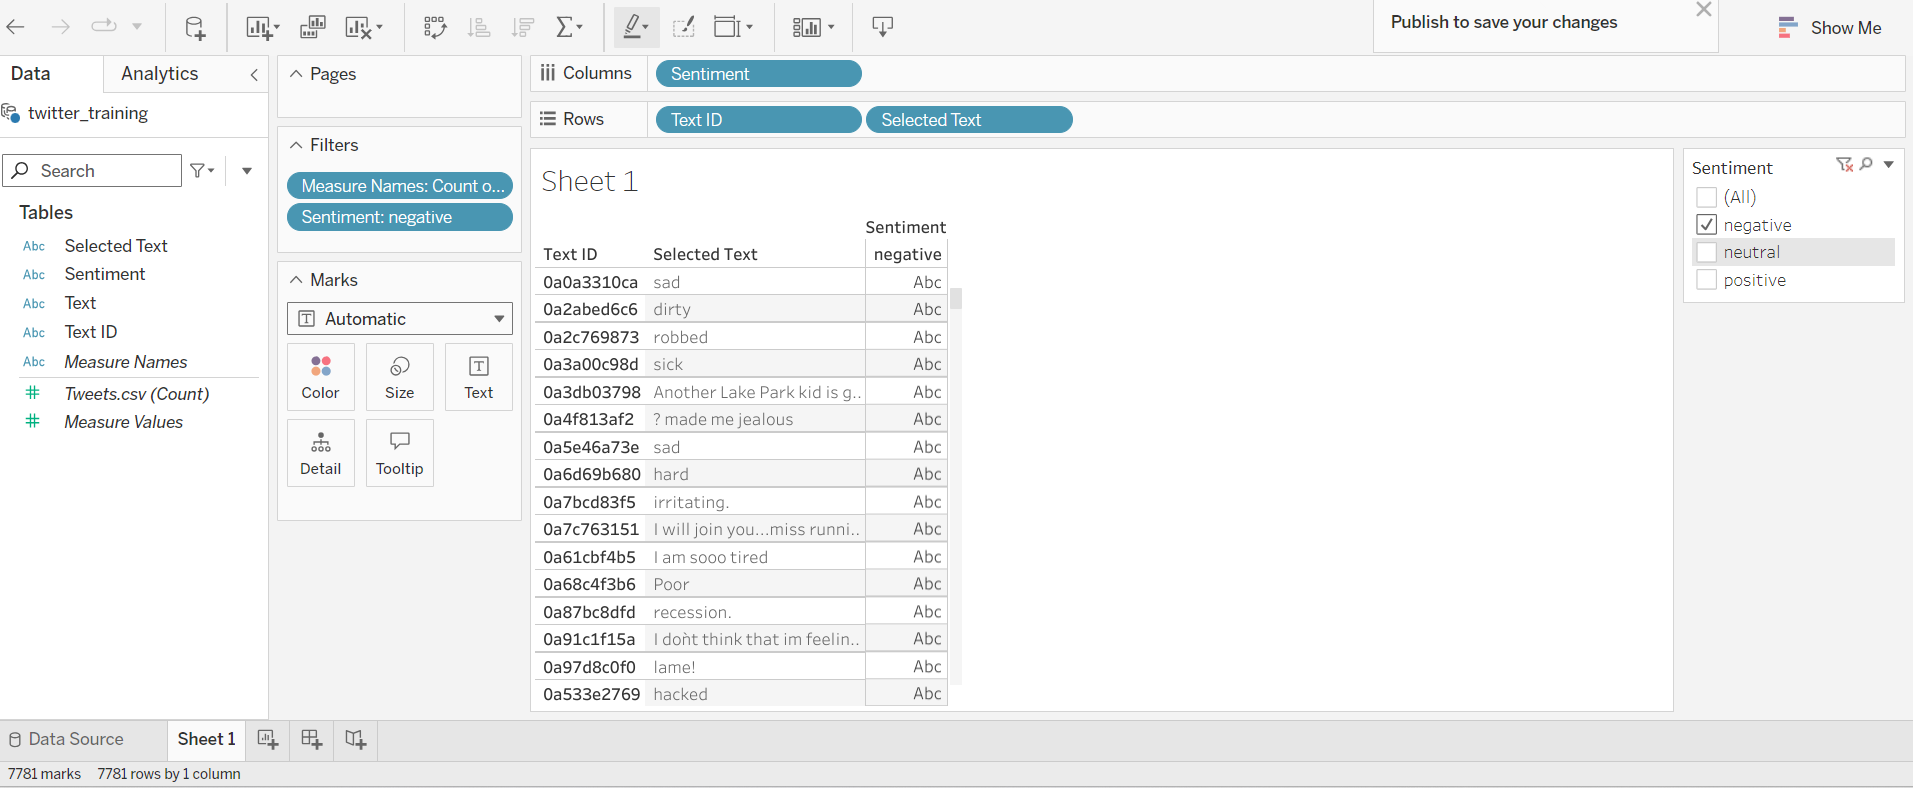 Publish to save your changes
Show Me
Data
Analytics
twitter_training
Search
Tables
Abc Selected Text
Abc Sentiment
Abc Text
Abc Text ID
Abc Measure Names
Tweets.csv (Count)
Measure Values
Pages
Filters
Measure Names: Count o...
Sentiment: negative
Marks
Automatic
Color Size Text
Detail Tooltip
Columns Sentiment
Rows Text ID Selected Text
Sheet 1
Sentiment
Text ID Selected Text negative
0a0a3310ca sad Abc
0a2abed6c6 dirty Abc
0a2c769873 robbed Abc
0a3a00c98d sick Abc
0a3db03798 Another Lake Park kid is g.. Abc
0a4f813af2 ? made me jealous Abc
0a5e46a73e sad Abc
0a6d69b680 hard Abc
0a7bcd83f5 irritating. Abc
0a7c763151 I will join you...miss runni.. Abc
0a61cbf4b5 I am sooo tired Abc
0a68c4f3b6 Poor Abc
0a87bc8dfd recession. Abc
0a91c1f15a I don`t think that im feelin.. Abc
0a97d8c0f0 lame! Abc
0a533e2769 hacked Abc
Sentiment
(All)
negative
neutral
positive
Data Source
Sheet 1
7781 marks 7781 rows by 1 column